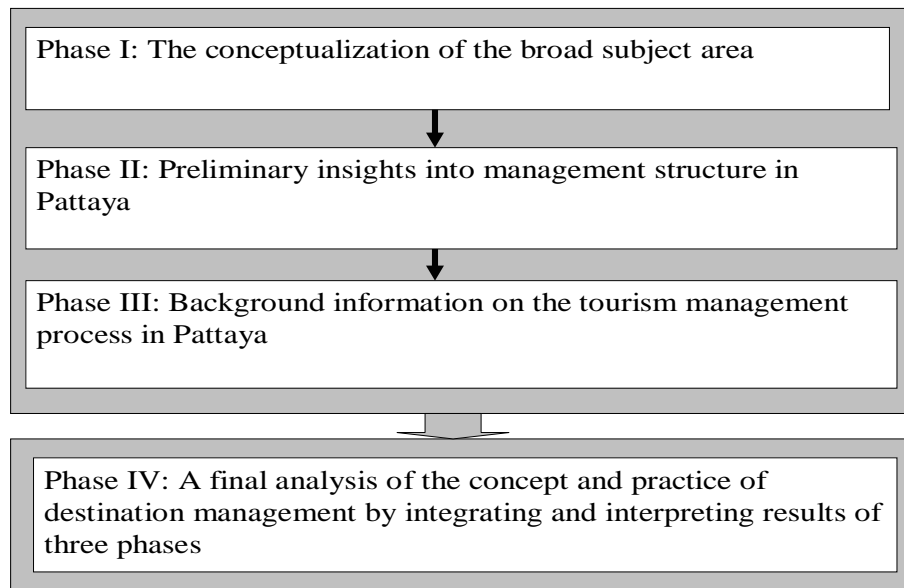 Phase I: The conceptualization of the broad subject area
Phase II: Preliminary insights into management structure in
Pattaya
Phase III: Background information on the tourism management
process in Pattaya
Phase IV: A final analysis of the concept and practice of
destination management by integrating and interpreting results of
three phases